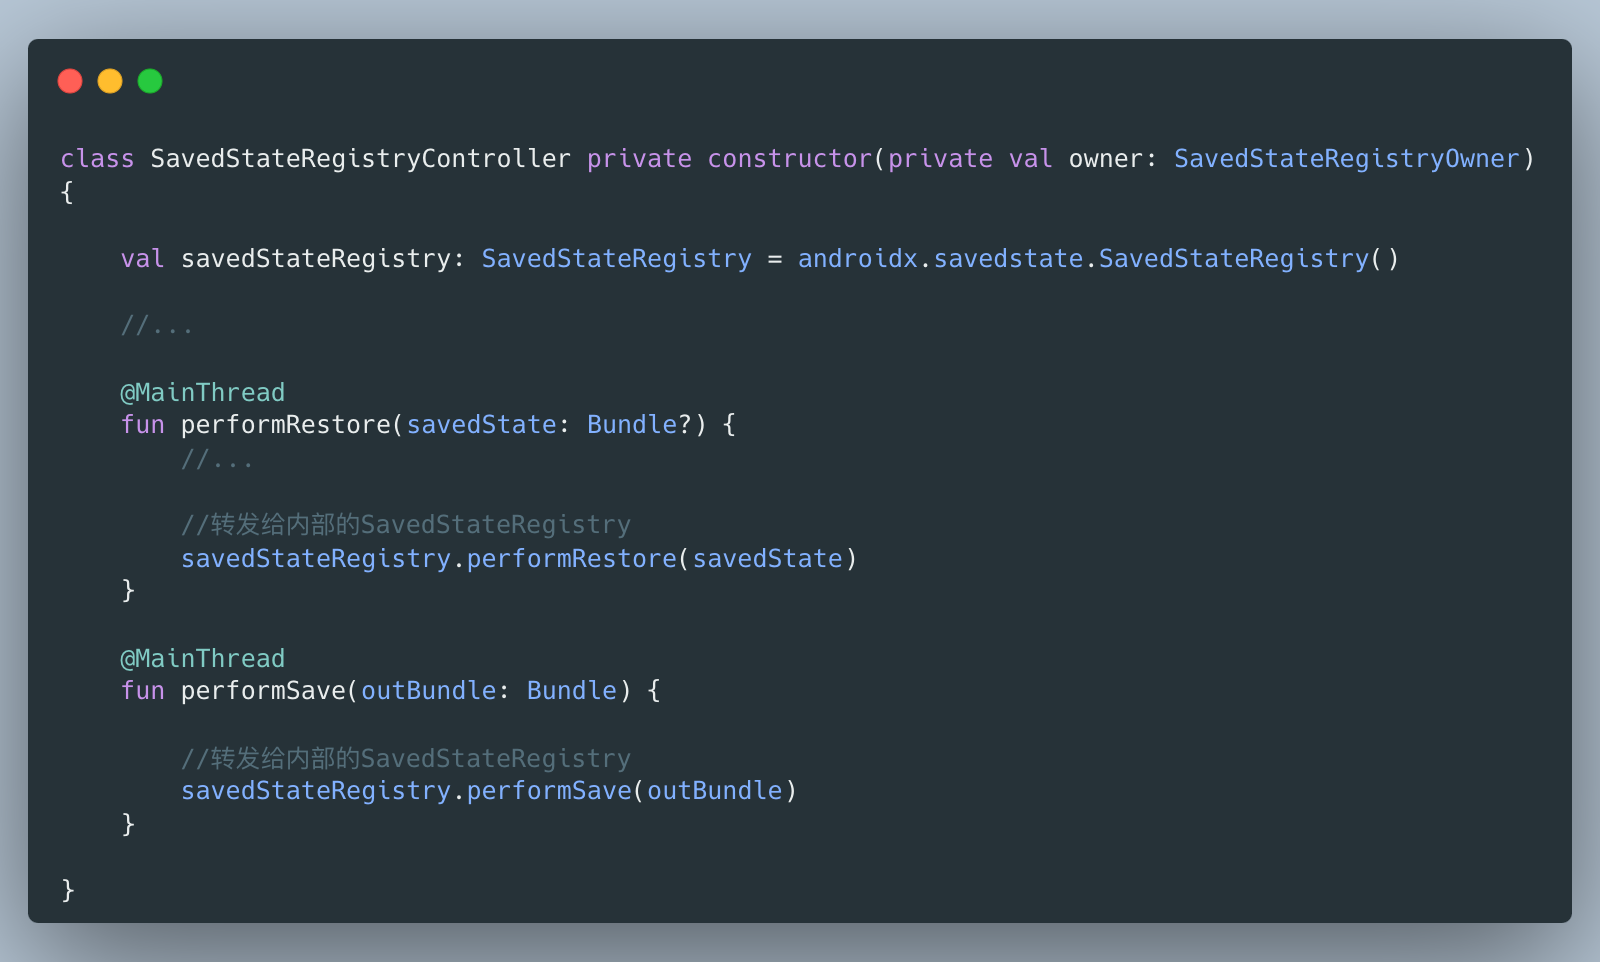 class SavedStateRegistryController private constructor(private val owner: SavedStateRegistryOwner)
{
val savedStateRegistry: SavedStateRegistry = androidx.savedstate.SavedStateRegistry()
//...
@MainThread
fun performRestore(savedState: Bundle?) {
//...
//转发给内部的SavedStateRegistry
savedStateRegistry.performRestore(savedState)
}
@MainThread
fun performSave(outBundle: Bundle) {
//转发给内部的SavedStateRegistry
savedStateRegistry.performSave(outBundle)
}
}